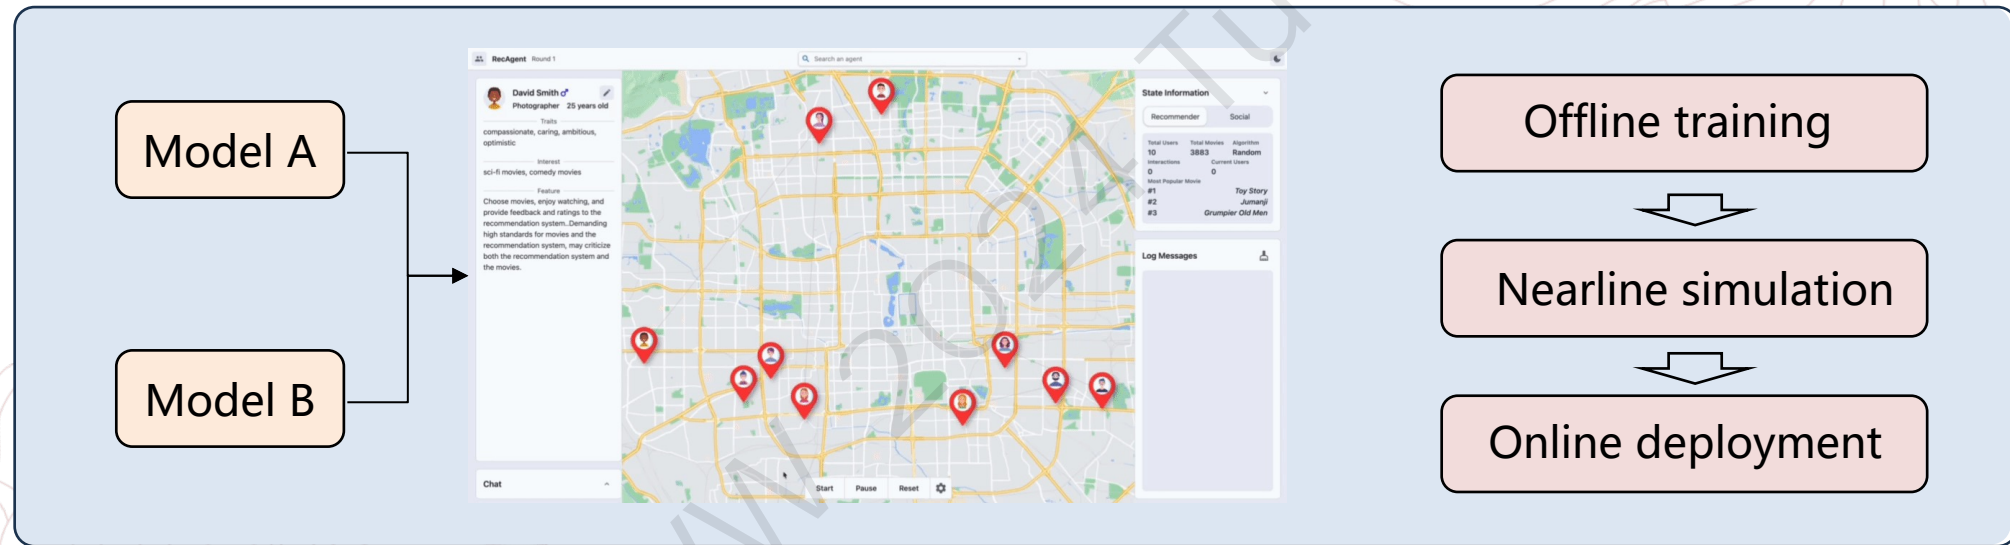 Model A
Model B
RecAgent Round 1
Search an agent
David Smith
Photographer 25 years old
Traits
compassionate, caring, ambitious,
optimistic
Interest
sci-fi movies, comedy movies
Feature
Choose movies, enjoy watching, and
provide feedback and ratings to the
recommendation system..Demanding
high standards for movies and the
recommendation system, may criticize
both the recommendation system and
the movies.
Chat
Start Pause Reset
State Information
Recommender Social
Total Users Total Movies Algorithm
10 3883 Random
Interactions Current Users
0 0
Most Popular Movie
#1 Toy Story
#2 Jumanji
#3 Grumpier Old Men
Log Messages
Offline training
Nearline simulation
Online deployment
W 2024 Tu